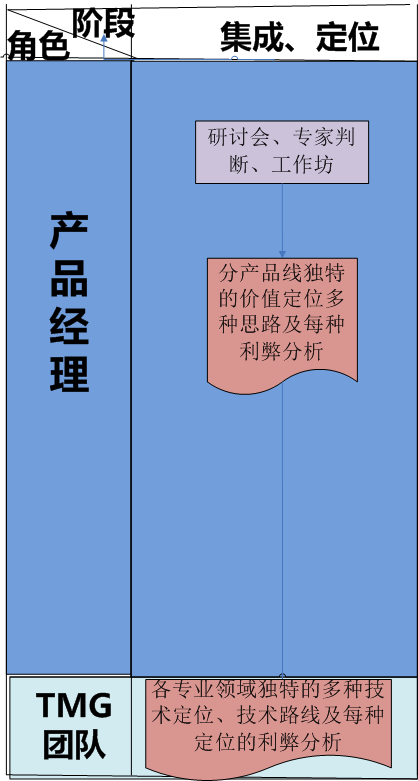 阶段
角色
集成、定位
研讨会、专家判
断、工作坊
产
品
经
理
分产品线独特
的价值定位多
种思路及每种
利弊分析
TMG
团队
各专业领域独特的多种技
术定位、技术路线及每种
定位的利弊分析